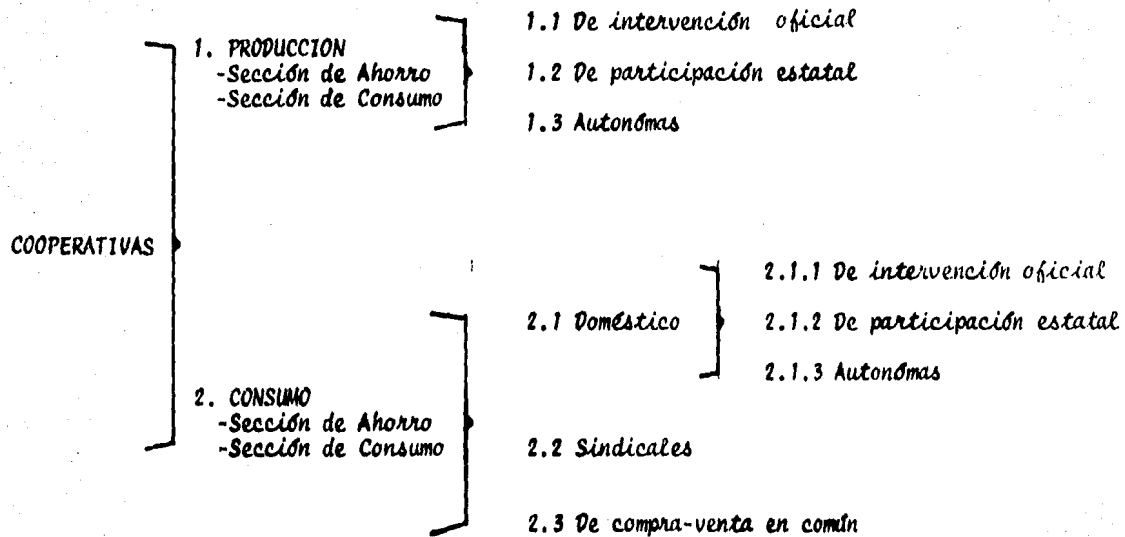 COOPERATIVAS
1. PRODUCCION
-Sección de Ahorro
-Sección de Consumo
1.1 De intervención oficial
1.2 De participación estatal
1.3 Autonómas
2. CONSUMO
-Sección de Ahorro
-Sección de Consumo
2.1 Doméstico
2.1.1 De intervención oficial
2.1.2 De participación estatal
2.1.3 Autonómas
2.2 Sindicales
2.3 De compra-venta en común